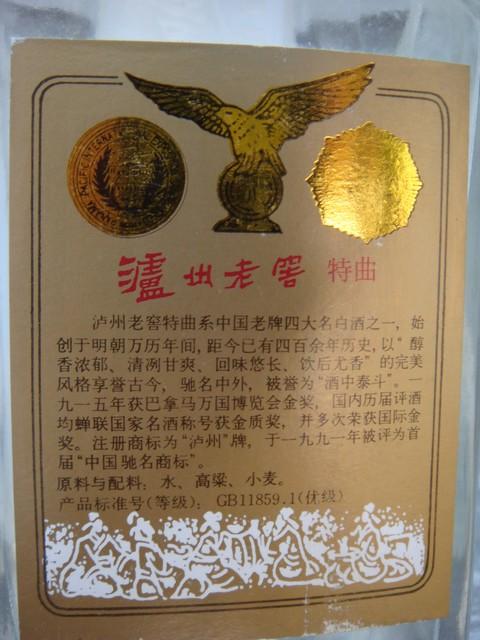 泸州老窖 特曲
泸州老窖特曲系中国老牌四大名白酒之一，始
创于明朝万历年间，距今已有四百余年历史，以“醇
香浓郁、清冽甘爽、回味悠长、饮后尤香”的完美
风格享誉古今，驰名中外，被誉为“酒中泰斗”。一
九一五年获巴拿马万国博览会金奖，国内历届评酒
均蝉联国家名酒称号获金质奖，并多次荣获国际金
奖。注册商标为“泸州”牌，于一九九一年被评为首
届“中国驰名商标”。
原料与配料：水、高粱、小麦。
产品标准号(等级)：GB11859.1(优级)